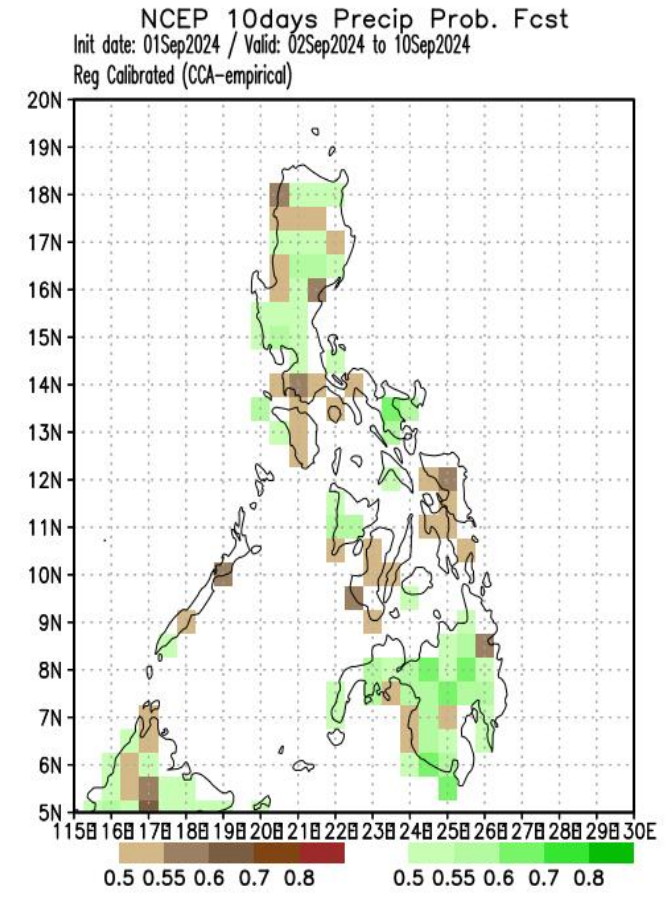 NCEP 10days Precip Prob. Fcst
Init date: 01Sep2024 / Valid: 02Sep2024 to 10Sep2024
Reg Calibrated (CCA-empirical)
20N
19N
18N
17N
16N
15N
14N
13N
12N
11N
10N
9N
8N
7N
6N
5N
115E 116E 117E 118E 119E 120E 121E 122E 123E 124E 125E 126E 127E 128E 129E 130E
0.5 0.55 0.6 0.7 0.8 0.5 0.55 0.6 0.7 0.8